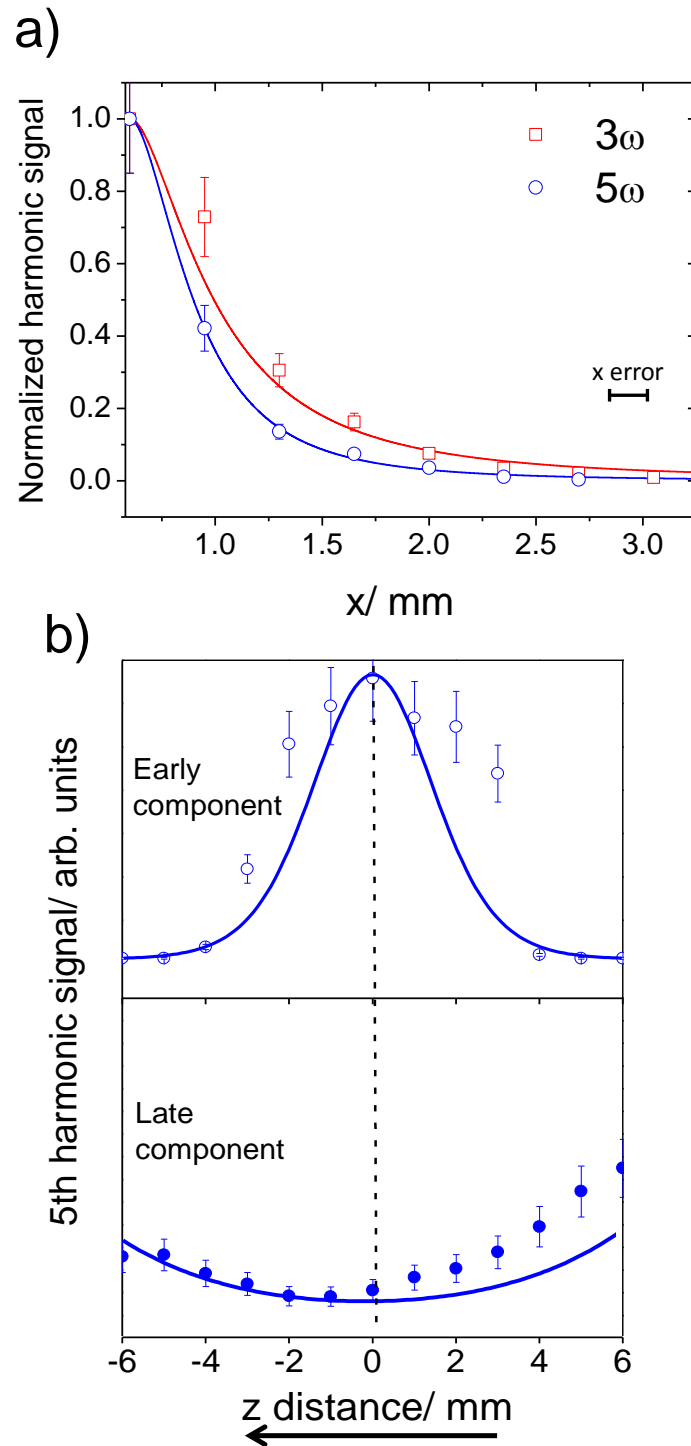 a)
Normalized harmonic signal
1.0
0.8
0.6
0.4
0.2
0.0
3ω
5ω
x error
1.0 1.5 2.0 2.5 3.0
x/ mm
b)
5th harmonic signal/ arb. units
Early
component
Late
component
-6 -4 -2 0 2 4 6
z distance/ mm